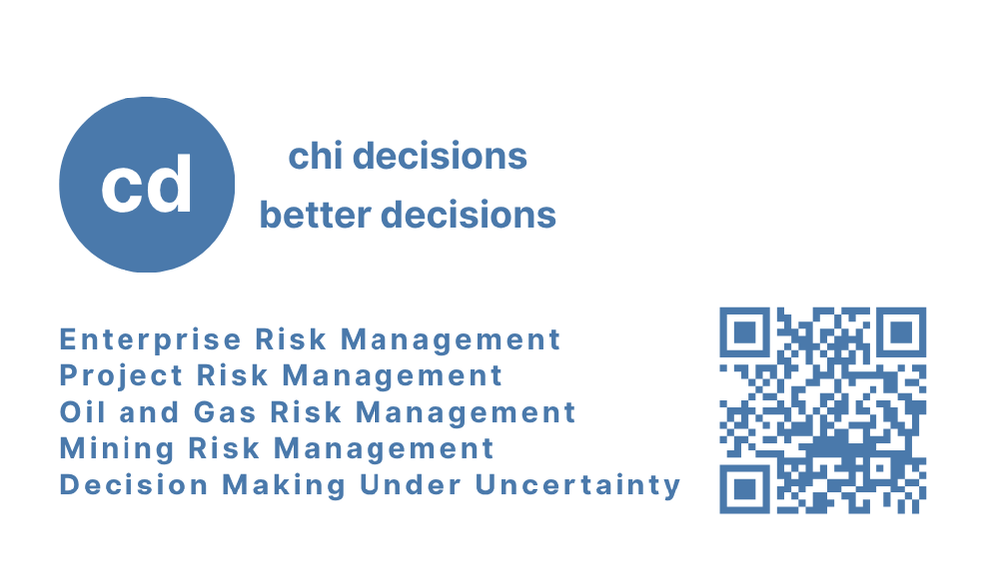 cd
chi decisions
better decisions
Enterprise Risk Management
Project Risk Management
Oil and Gas Risk Management
Mining Risk Management
Decision Making Under Uncertainty